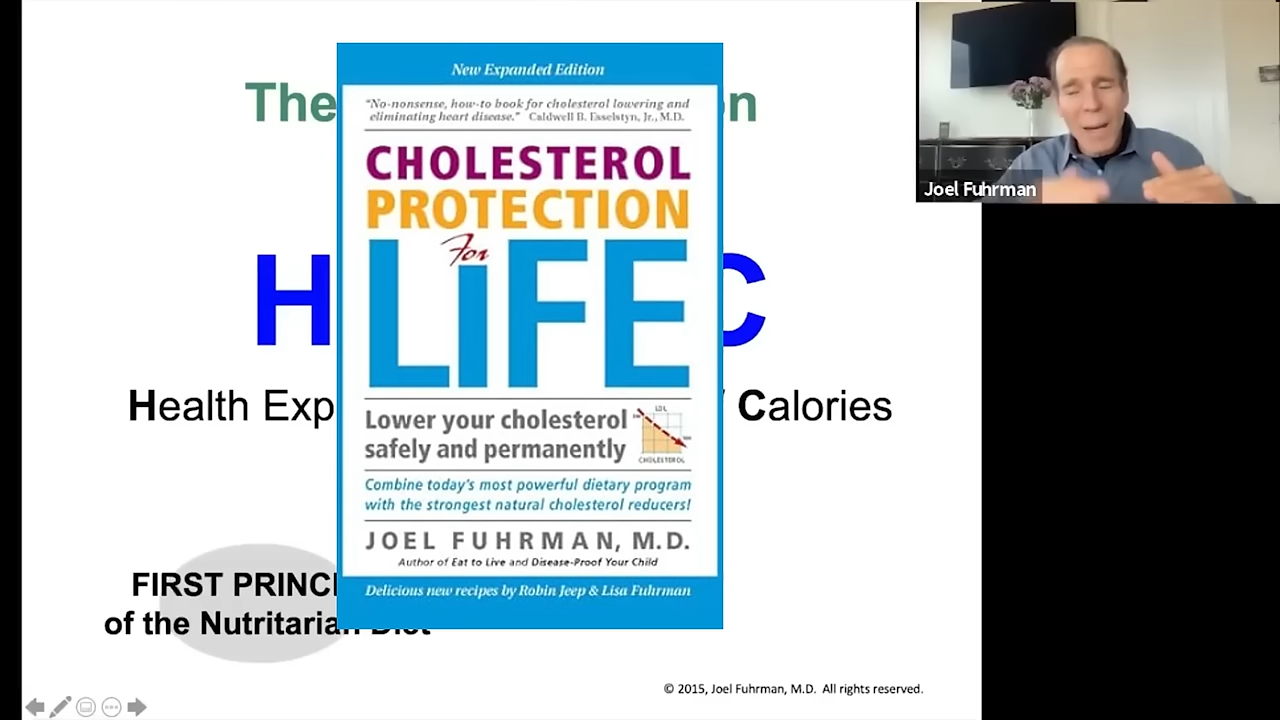 The
on
New Expanded Edition
"No-nonsense, how-to book for cholesterol lowering and
eliminating heart disease." Caldwell B. Esselstyn, Jr., M.D.
CHOLESTEROL
PROTECTION
For
LiFE
H
C
Health Exp
Calories
Lower your cholesterol
safely and permanently
LDL
CHOLESTEROL
Combine today's most powerful dietary program
with the strongest natural cholesterol reducers!
JOEL FUHRMAN, M.D.
Author of Eat to Live and Disease-Proof Your Child
Delicious new recipes by Robin Jeep & Lisa Fuhrman
FIRST PRINCI
of the Nutritarian Diet
© 2015, Joel Fuhrman, M.D. All rights reserved.
Joel Fuhrman